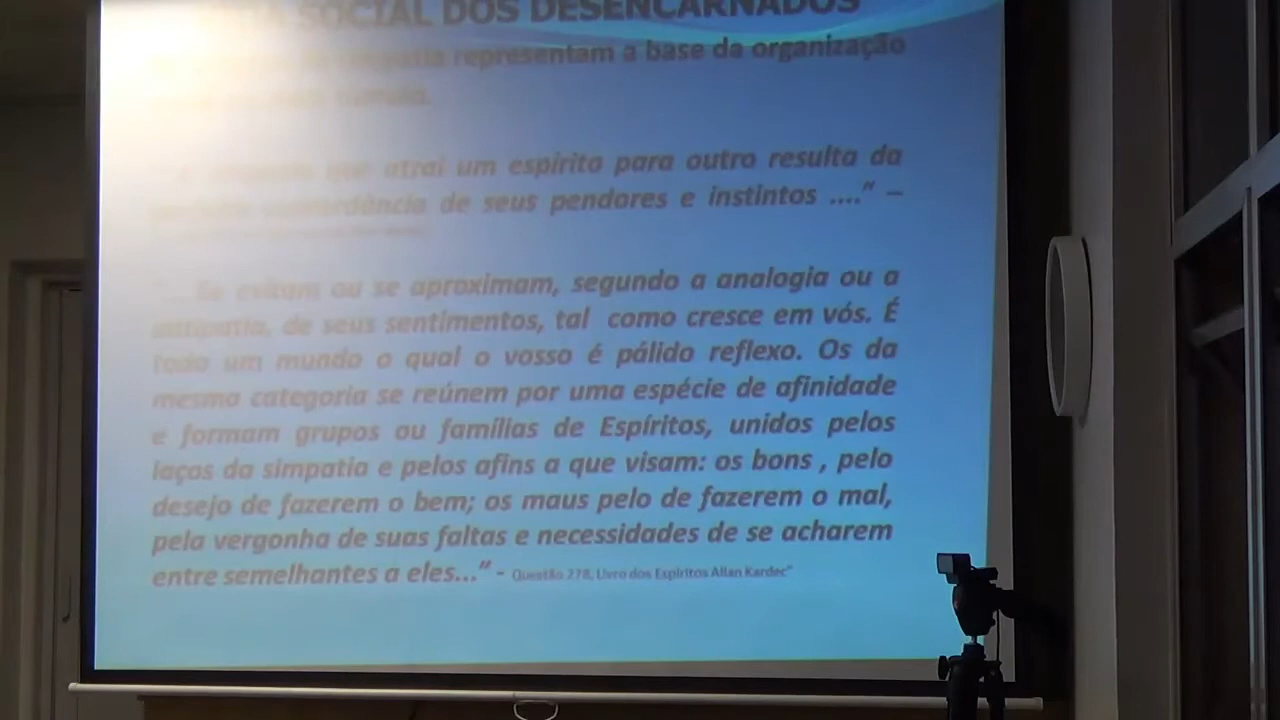 SOCIAL DOS DESENCARNADOS
representam a base da organização
que atrai um espírito para outro resulta da
concordância de seus pendores e instintos ....” –
Se evitam ou se aproximam, segundo a analogia ou a
antipatia, de seus sentimentos, tal como cresce em vós. É
todo um mundo o qual o vosso é pálido reflexo. Os da
mesma categoria se reúnem por uma espécie de afinidade
e formam grupos ou famílias de Espíritos, unidos pelos
laços da simpatia e pelos afins a que visam: os bons , pelo
desejo de fazerem o bem; os maus pelo de fazerem o mal,
pela vergonha de suas faltas e necessidades de se acharem
entre semelhantes a eles...” - Questão 278, Livro dos Espíritos Allan Kardec”